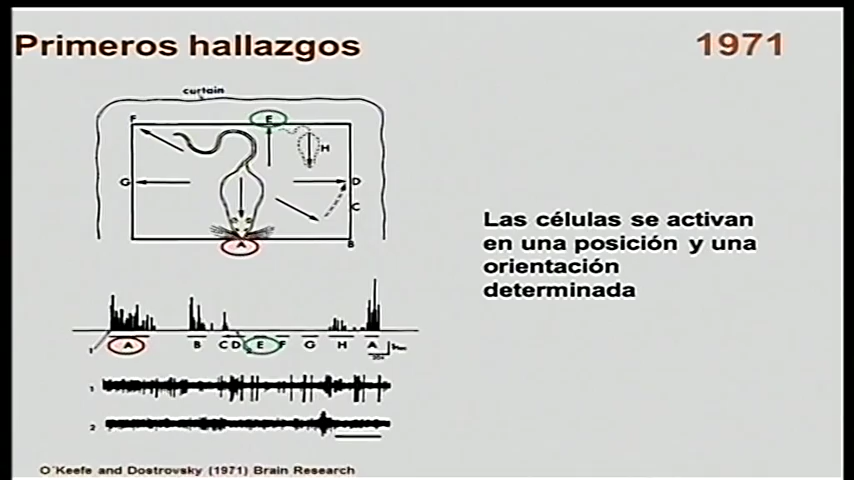 Primeros hallazgos
1971
curtain
F
E
H
G
D
C
A
B
Las células se activan
en una posición y una
orientación
determinada
A B C D E F G H A
1
1
2
O´Keefe and Dostrovsky (1971) Brain Research